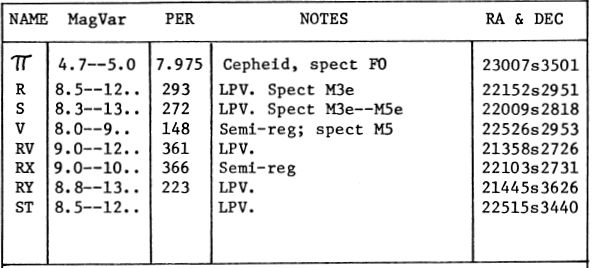 NAME MagVar PER NOTES RA & DEC
π 4.7--5.0 7.975 Cepheid, spect F0 23007s3501
R 8.5--12.. 293 LPV. Spect M3e 22152s2951
S 8.3--13.. 272 LPV. Spect M3e--M5e 22009s2818
V 8.0--9.. 148 Semi-reg; spect M5 22526s2953
RV 9.0--12.. 361 LPV. 21358s2726
RX 9.0--10.. 366 Semi-reg 22103s2731
RY 8.8--13.. 223 LPV. 21445s3626
ST 8.5--12.. LPV. 22515s3440